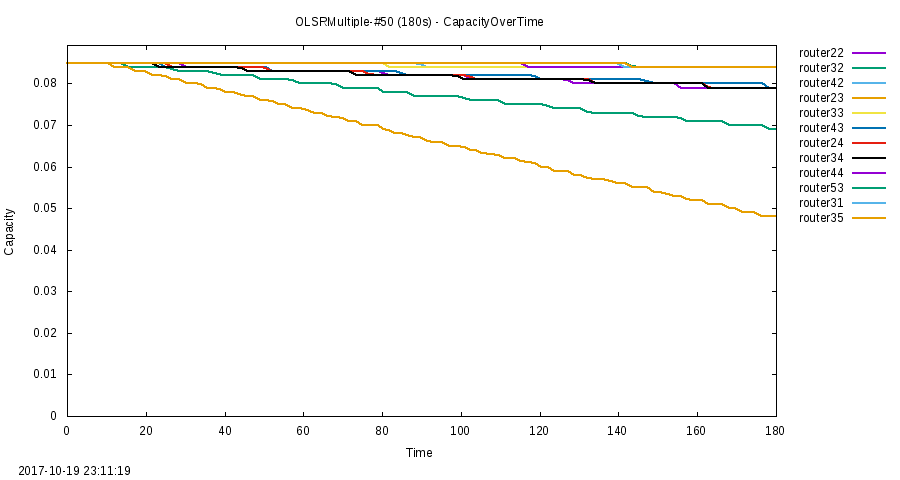 OLSRMultiple-#50 (180s) - CapacityOverTime
router22
router32
router42
router23
router33
router43
router24
router34
router44
router53
router31
router35
0.08
0.07
0.06
0.05
0.04
0.03
0.02
0.01
0
Capacity
0 20 40 60 80 100 120 140 160 180
Time
2017-10-19 23:11:19